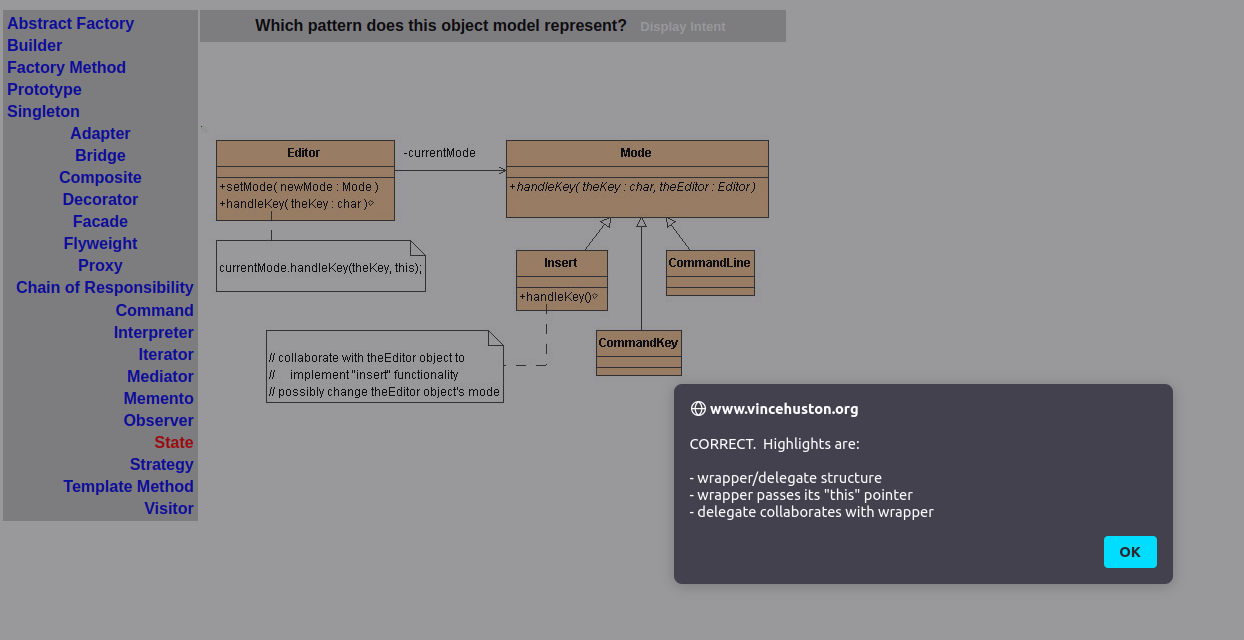 Abstract Factory
Builder
Factory Method
Prototype
Singleton
Adapter
Bridge
Composite
Decorator
Facade
Flyweight
Proxy
Chain of Responsibility
Command
Interpreter
Iterator
Mediator
Memento
Observer
State
Strategy
Template Method
Visitor
Which pattern does this object model represent? Display Intent
Editor
+setMode( newMode : Mode )
+handleKey( theKey : char )
-currentMode
Mode
+handleKey( theKey : char, theEditor : Editor )
currentMode.handleKey(theKey, this);
Insert
+handleKey()
CommandLine
CommandKey
// collaborate with theEditor object to
// implement "insert" functionality
// possibly change theEditor object's mode
www.vincehuston.org
CORRECT. Highlights are:
- wrapper/delegate structure
- wrapper passes its "this" pointer
- delegate collaborates with wrapper
OK